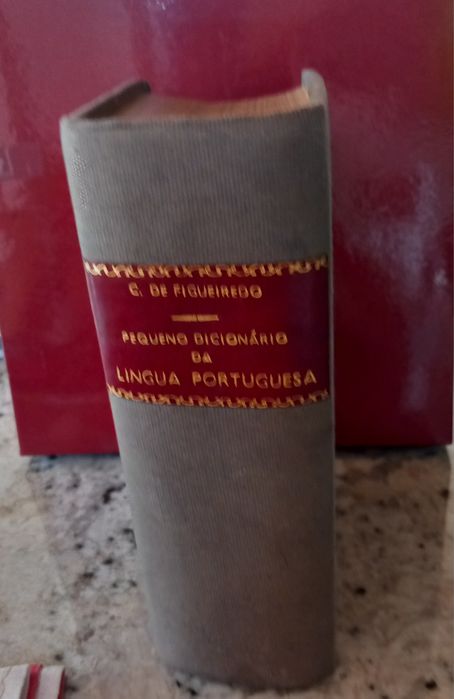 C. DE FIGUEIREDO
PEQUENO DICIONÁRIO
DA
LINGUA PORTUGUESA